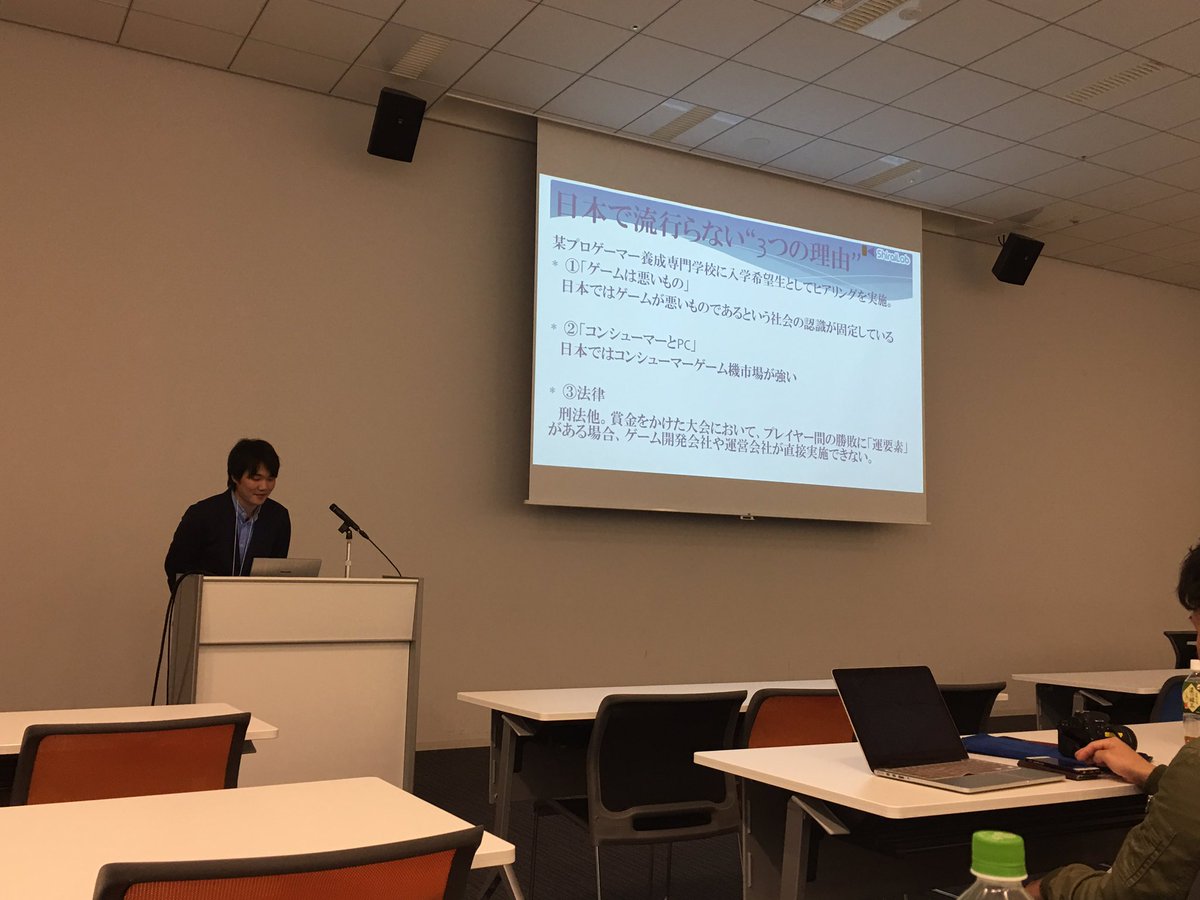 日本で流行らない“3つの理由”
ShiroLab
某プロゲーマー養成専門学校に入学希望生としてヒアリングを実施。
* ①「ゲームは悪いもの」
日本ではゲームが悪いものであるという社会の認識が固定している
* ②「コンシューマーとPC」
日本ではコンシューマーゲーム機市場が強い
* ③法律
刑法他。賞金をかけた大会において、プレイヤー間の勝敗に「運要素」
がある場合、ゲーム開発会社や運営会社が直接実施できない。